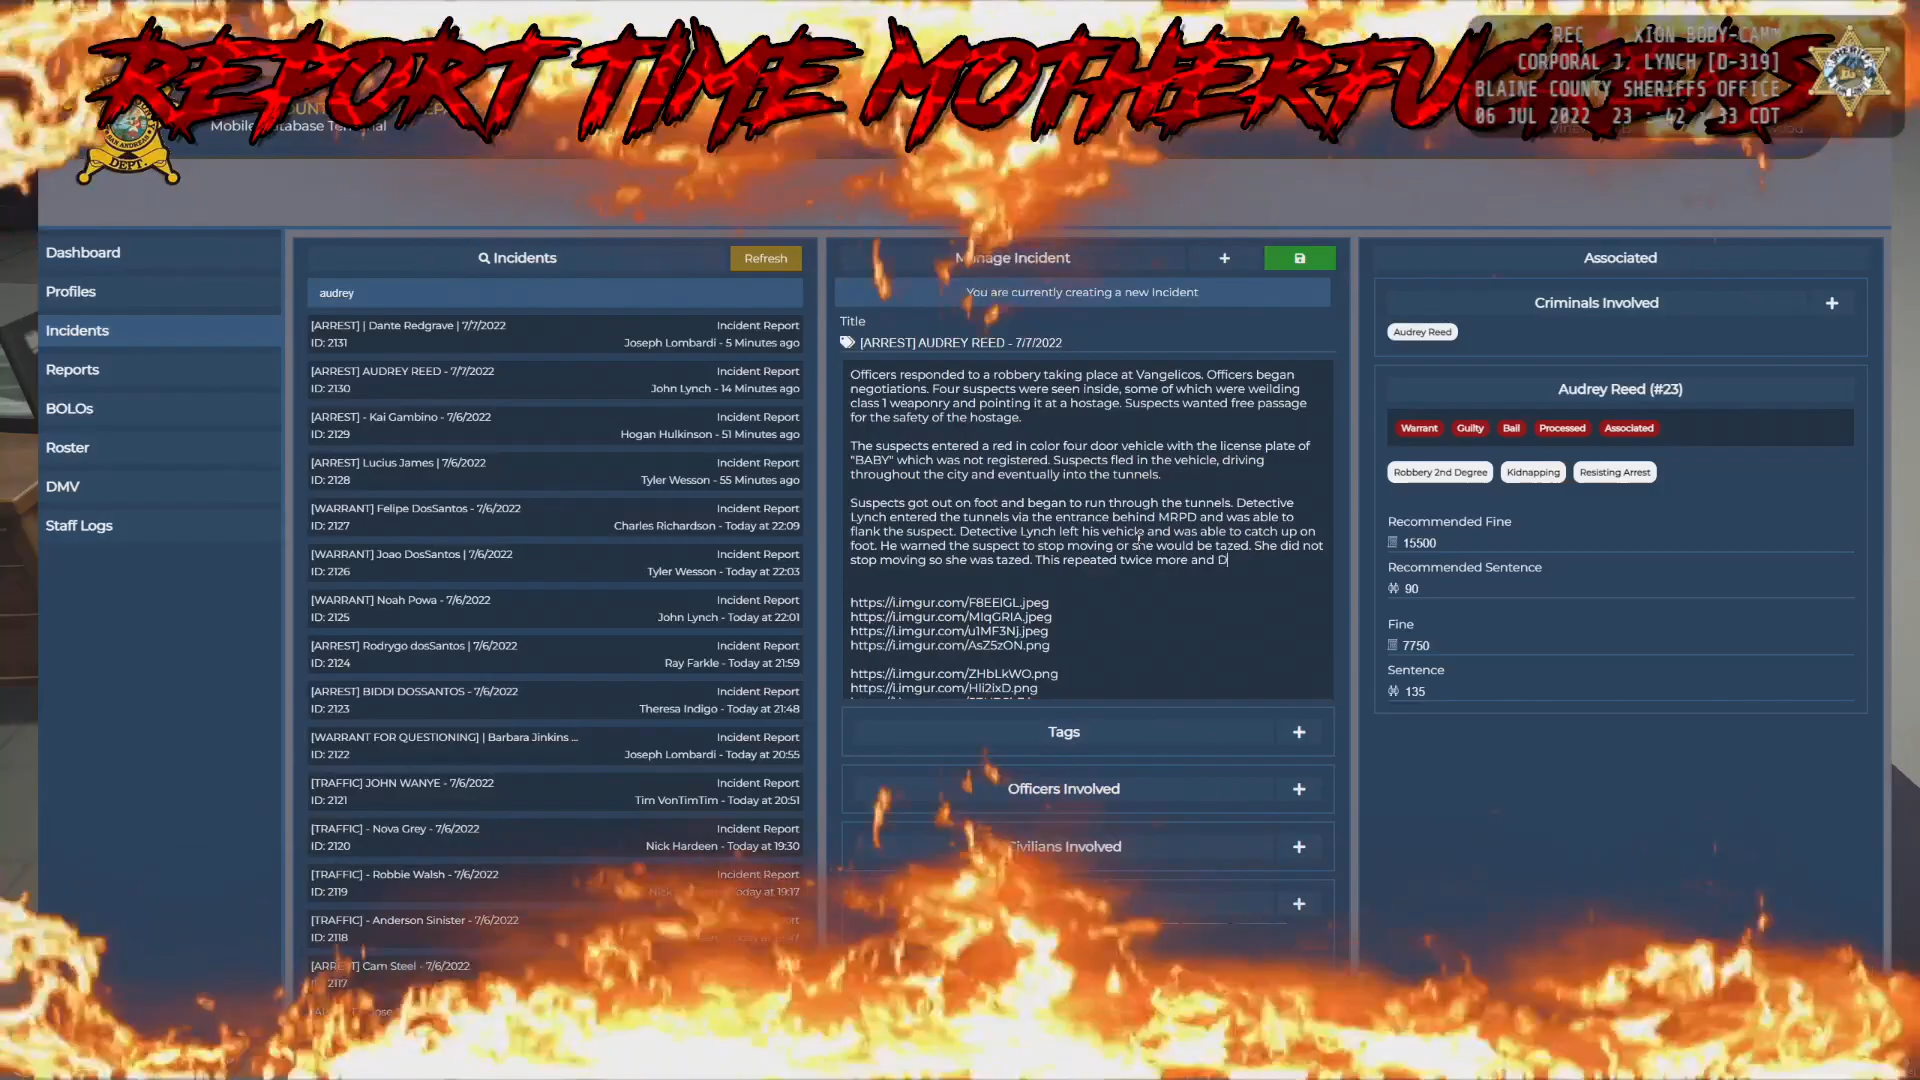 REPORT TIME MOTHERFUCKERS
REC XION BODY-CAM
CORPORAL J. LYNCH [D-319]
BLAINE COUNTY SHERIFFS OFFICE
06 JUL 2022 23 : 42 : 33 CDT
Mobile Database Terminal
DEPT.
Dashboard
Profiles
Incidents
Reports
BOLOs
Roster
DMV
Staff Logs
Incidents
Refresh
audrey
[ARREST] | Dante Redgrave | 7/7/2022 Incident Report
ID: 2131 Joseph Lombardi - 5 Minutes ago
[ARREST] AUDREY REED - 7/7/2022 Incident Report
ID: 2130 John Lynch - 14 Minutes ago
[ARREST] - Kai Gambino - 7/6/2022 Incident Report
ID: 2129 Hogan Hulkinson - 51 Minutes ago
[ARREST] Lucius James | 7/6/2022 Incident Report
ID: 2128 Tyler Wesson - 55 Minutes ago
[WARRANT] Felipe DosSantos - 7/6/2022 Incident Report
ID: 2127 Charles Richardson - Today at 22:09
[WARRANT] Joao DosSantos | 7/6/2022 Incident Report
ID: 2126 Tyler Wesson - Today at 22:03
[WARRANT] Noah Powa - 7/6/2022 Incident Report
ID: 2125 John Lynch - Today at 22:01
[ARREST] Rodrygo dosSantos | 7/6/2022 Incident Report
ID: 2124 Ray Farkle - Today at 21:59
[ARREST] BIDDI DOSSANTOS - 7/6/2022 Incident Report
ID: 2123 Theresa Indigo - Today at 21:48
[WARRANT FOR QUESTIONING] | Barbara Jinkins ... Incident Report
ID: 2122 Joseph Lombardi - Today at 20:55
[TRAFFIC] JOHN WANYE - 7/6/2022 Incident Report
ID: 2121 Tim VonTimTim - Today at 20:51
[TRAFFIC] - Nova Grey - 7/6/2022 Incident Report
ID: 2120 Nick Hardeen - Today at 19:30
[TRAFFIC] - Robbie Walsh - 7/6/2022 Incident Report
ID: 2119 Nick oday at 19:17
[TRAFFIC] - Anderson Sinister - 7/6/2022
ID: 2118
[ARREST] Cam Steel - 7/6/2022
ID: 2117
Manage Incident
You are currently creating a new Incident
Title
[ARREST] AUDREY REED - 7/7/2022
Officers responded to a robbery taking place at Vangelicos. Officers began
negotiations. Four suspects were seen inside, some of which were weilding
class 1 weaponry and pointing it at a hostage. Suspects wanted free passage
for the safety of the hostage.
The suspects entered a red in color four door vehicle with the license plate of
"BABY" which was not registered. Suspects fled in the vehicle, driving
throughout the city and eventually into the tunnels.
Suspects got out on foot and began to run through the tunnels. Detective
Lynch entered the tunnels via the entrance behind MRPD and was able to
flank the suspect. Detective Lynch left his vehicle and was able to catch up on
foot. He warned the suspect to stop moving or she would be tazed. She did not
stop moving so she was tazed. This repeated twice more and D
https://i.imgur.com/F8EEIGL.jpeg
https://i.imgur.com/MIqGRIA.jpeg
https://i.imgur.com/u1MF3Nj.jpeg
https://i.imgur.com/AsZ5zON.png
https://i.imgur.com/ZHbLkWO.png
https://i.imgur.com/HIi2ixD.png
Tags
Officers Involved
Civilians Involved
Associated
Criminals Involved
Audrey Reed
Audrey Reed (#23)
Warrant Guilty Bail Processed Associated
Robbery 2nd Degree Kidnapping Resisting Arrest
Recommended Fine
15500
Recommended Sentence
90
Fine
7750
Sentence
135